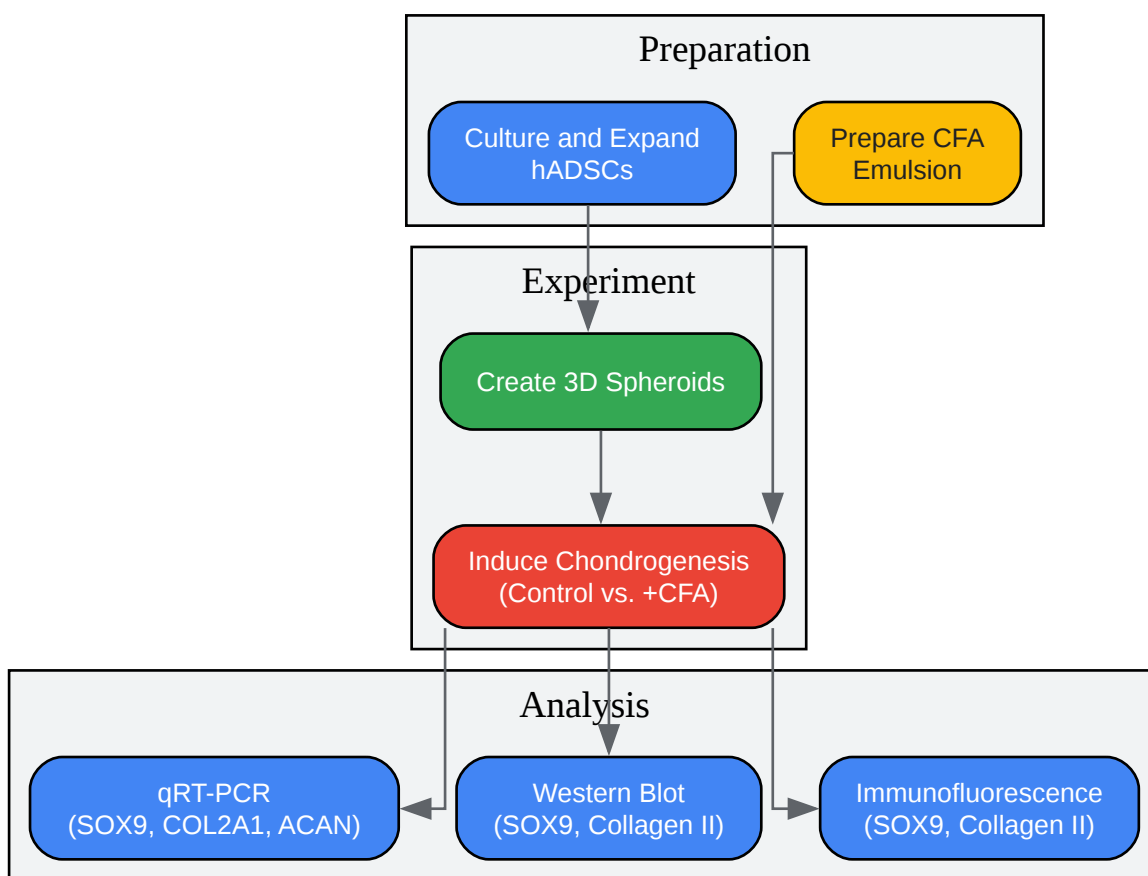 Preparation
Culture and Expand
hADSCs
Prepare CFA
Emulsion
Experiment
Create 3D Spheroids
Induce Chondrogenesis
(Control vs. +CFA)
Analysis
qRT-PCR
(SOX9, COL2A1, ACAN)
Western Blot
(SOX9, Collagen II)
Immunofluorescence
(SOX9, Collagen II)